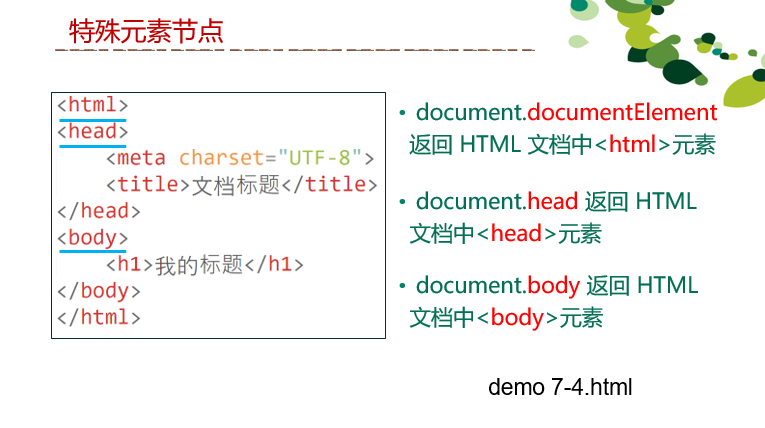 特殊元素节点
<html>
<head>
<meta charset="UTF-8">
<title>文档标题</title>
</head>
<body>
<h1>我的标题</h1>
</body>
</html>
• document.documentElement
返回 HTML 文档中<html>元素
• document.head 返回 HTML
文档中<head>元素
• document.body 返回 HTML
文档中<body>元素
demo 7-4.html